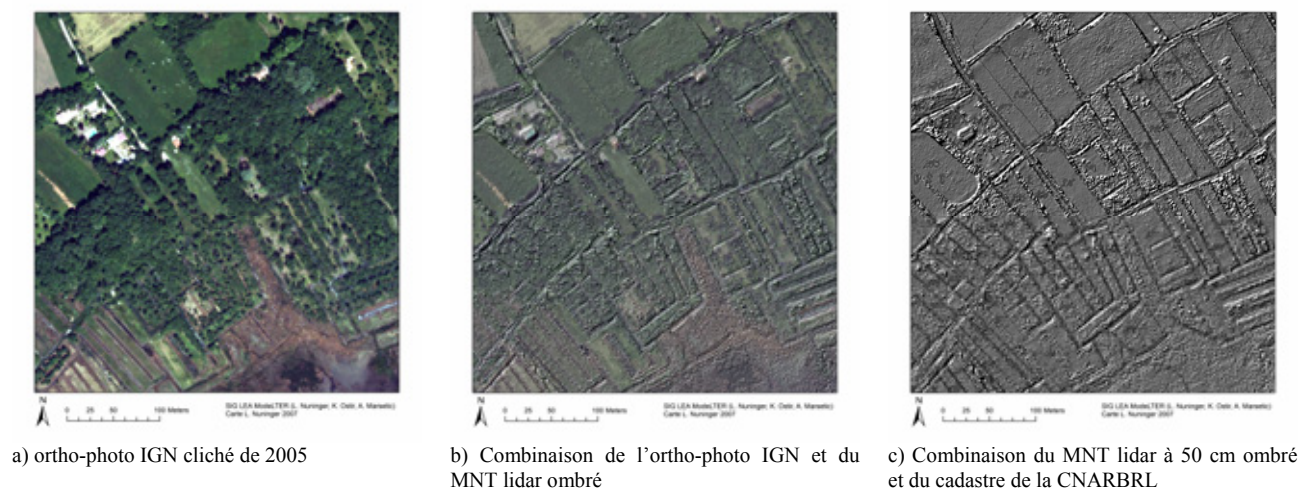 N
0 25 50 100 Meters
SIG LEA ModeLTER (L. Nuninger, K. Ostir, A. Marsetic)
Carte L. Nuninger 2007
N
0 25 50 100 Meters
SIG LEA ModeLTER (L. Nuninger, K. Ostir, A. Marsetic)
Carte L. Nuninger 2007
N
0 25 50 100 Meters
SIG LEA ModeLTER (L. Nuninger, K. Ostir, A. Marsetic)
Carte L. Nuninger 2007
a) ortho-photo IGN cliché de 2005
b) Combinaison de l’ortho-photo IGN et du
MNT lidar ombré
c) Combinaison du MNT lidar à 50 cm ombré
et du cadastre de la CNARBRL